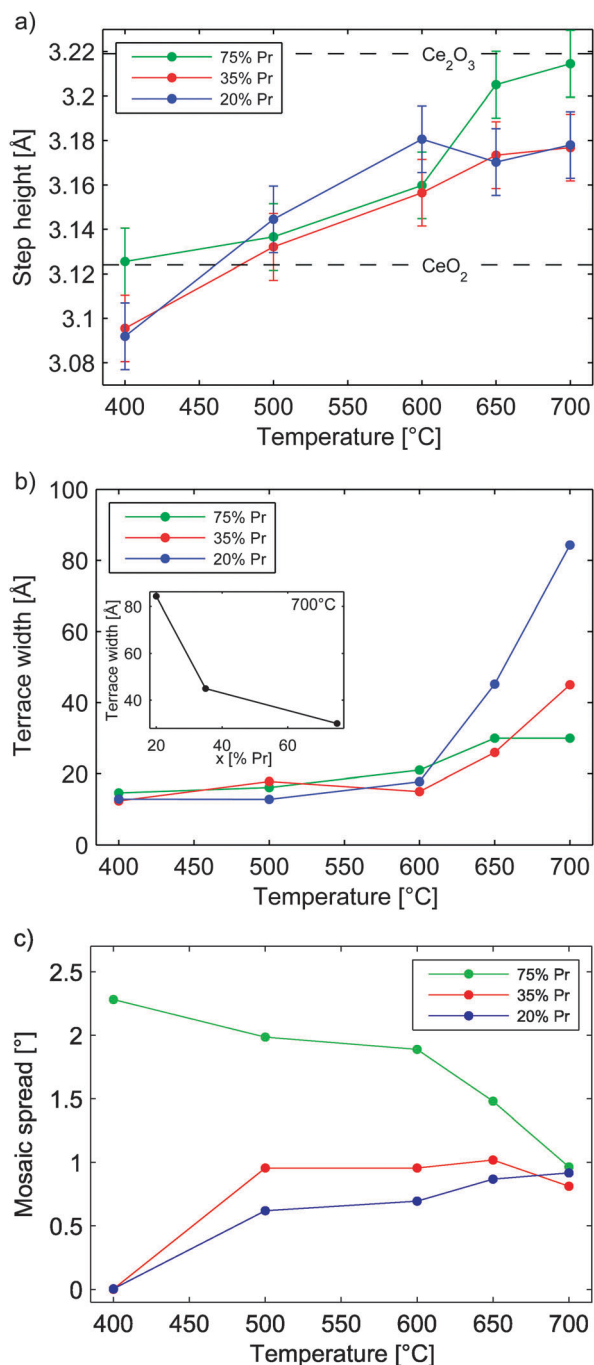 a)
3.22
3.2
3.18
3.16
3.14
3.12
3.1
3.08
Step height [Å]
75% Pr
35% Pr
20% Pr
Ce₂O₃
CeO₂
400 450 500 550 600 650 700
Temperature [°C]
b)
100
80
60
40
20
0
Terrace width [Å]
75% Pr
35% Pr
20% Pr
700°C
80
60
40
Terrace width [Å]
20 40 60
x [% Pr]
400 450 500 550 600 650 700
Temperature [°C]
c)
2.5
2
1.5
1
0.5
0
Mosaic spread [°]
75% Pr
35% Pr
20% Pr
400 450 500 550 600 650 700
Temperature [°C]